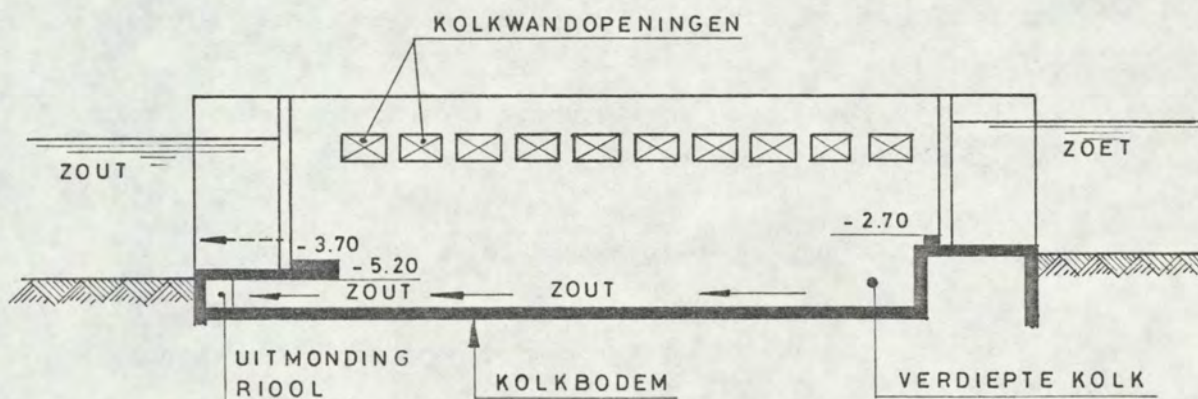 KOLKWANDOPENINGEN
ZOUT
ZOET
- 2.70
- 3.70
- 5.20
ZOUT
ZOUT
UITMONDING
RIOOL
KOLKBODEM
VERDIEPTE KOLK